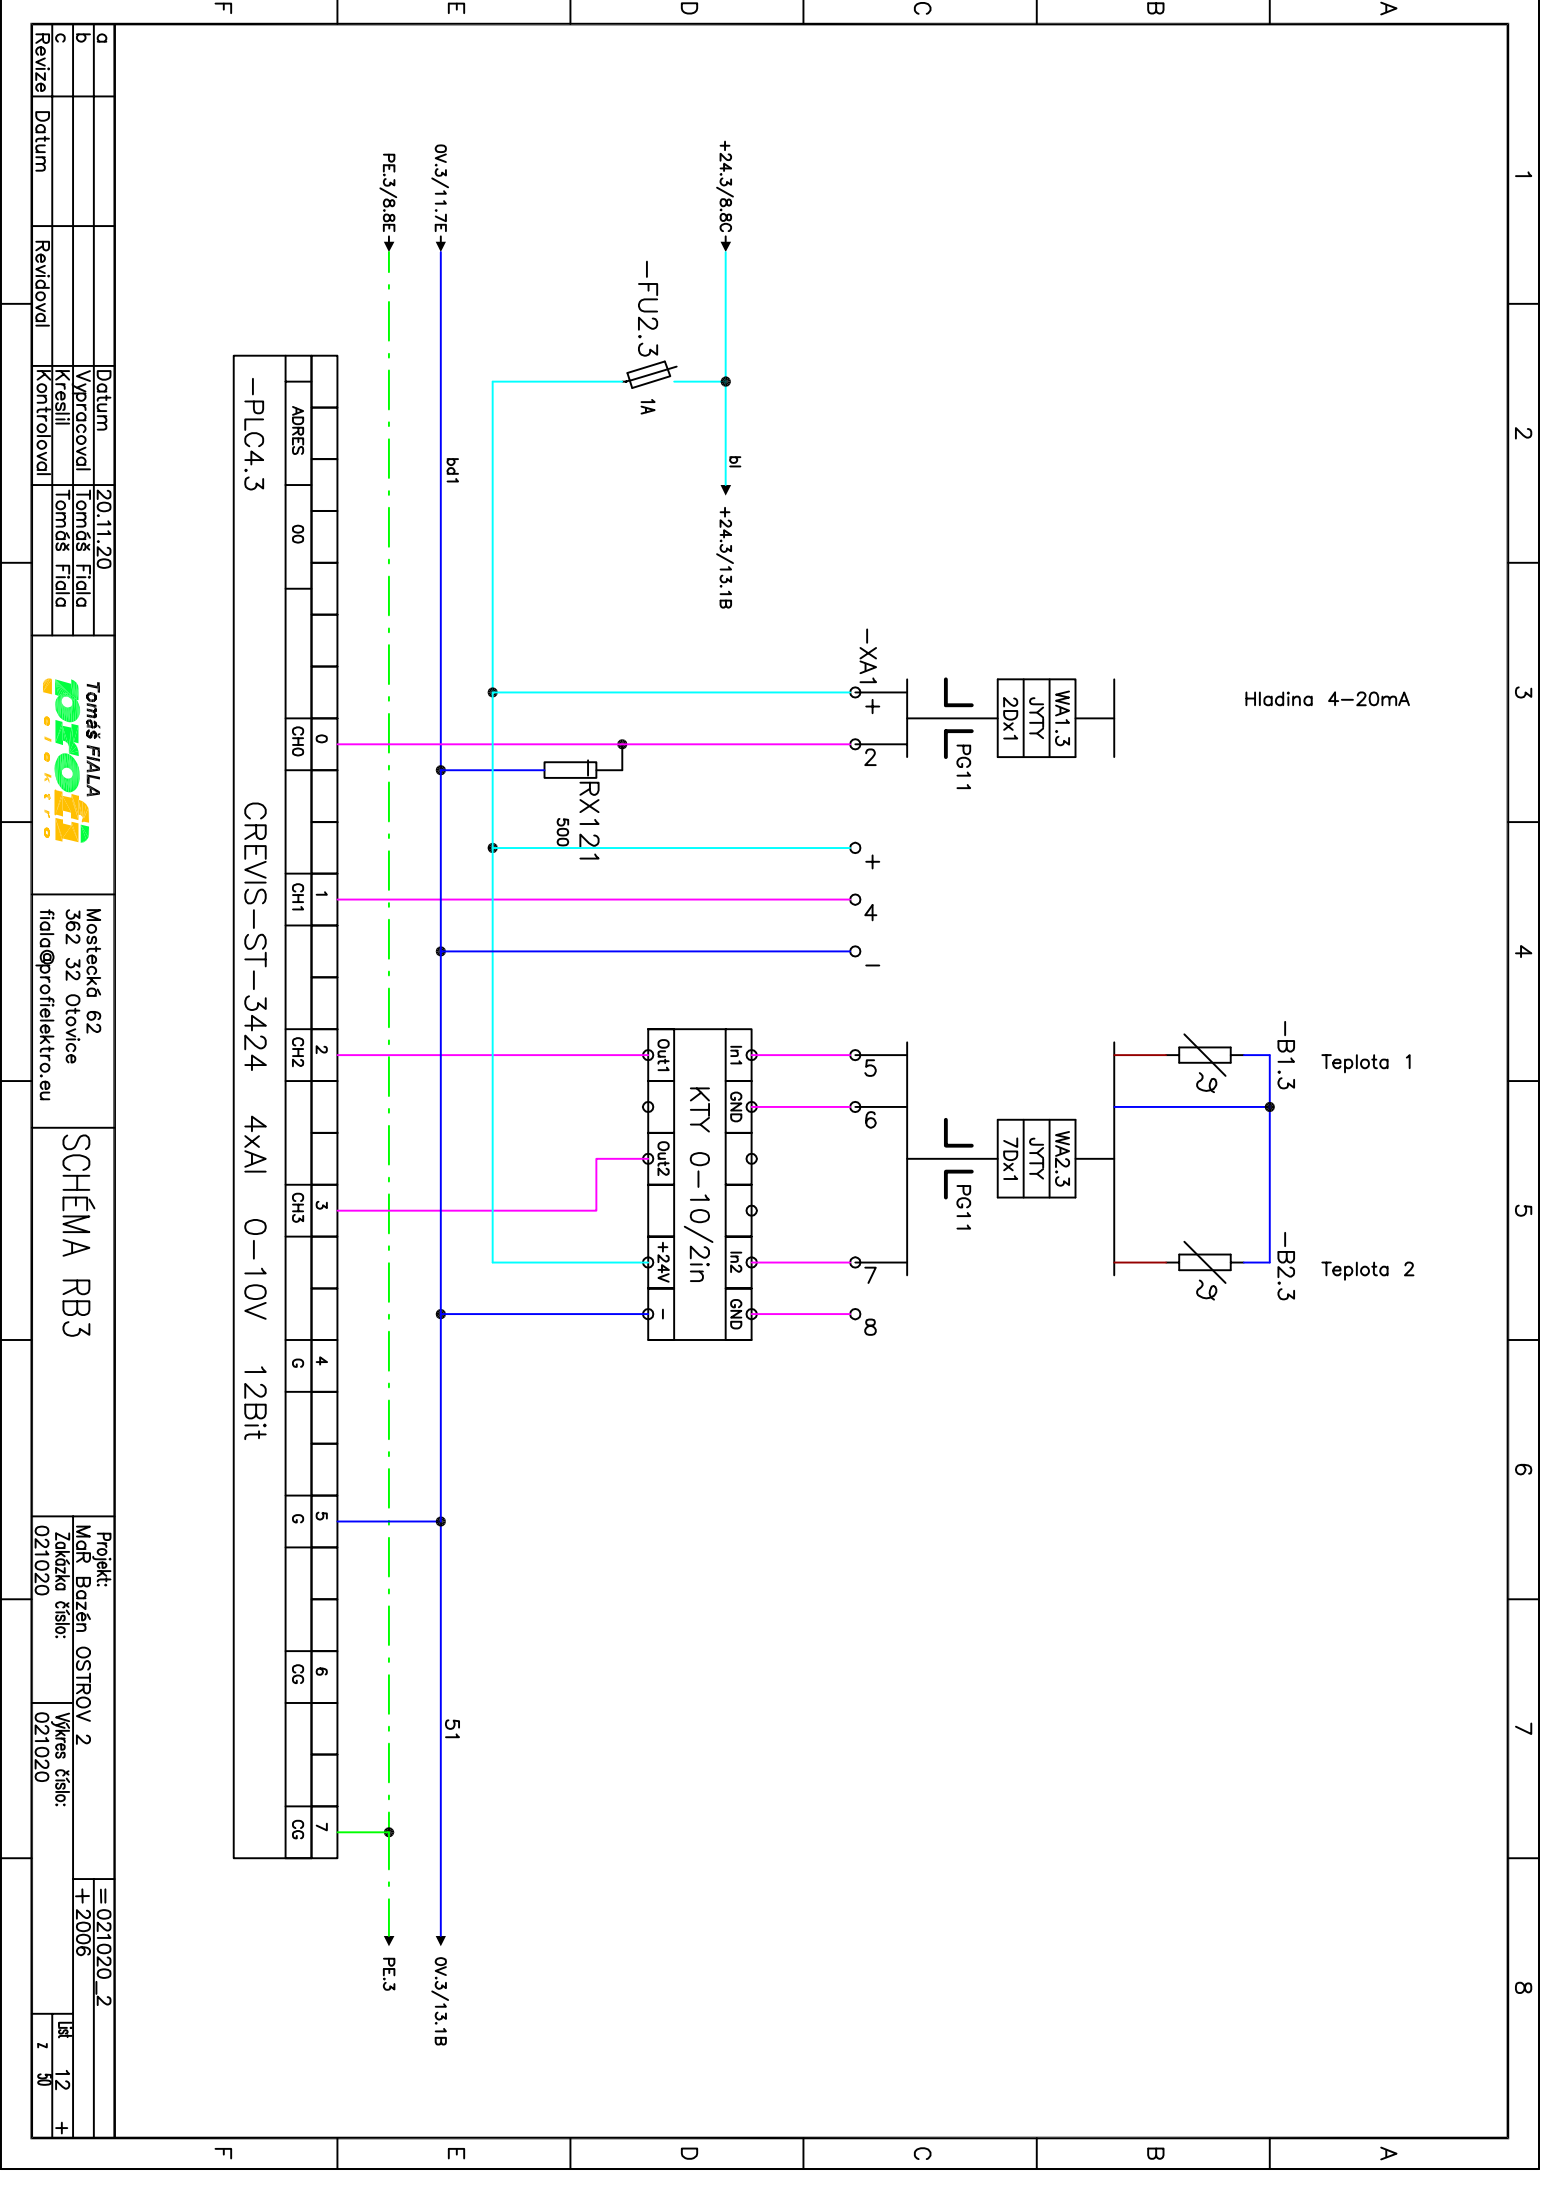 1 2 3 4 5 6 7 8
A
B
C
D
E
F
A
B
C
D
E
F
Hladina 4-20mA
Teplota 1
Teplota 2
-B1.3
-B2.3
WA1.3
JYTY
2Dx1
PG11
WA2.3
JYTY
7Dx1
PG11
-XA1
+ 2 + 4 - 5 6 7 8
+24.3/8.8C
bl
+24.3/13.1B
-FU2.3
1A
In1 GND In2 GND
KTY 0-10/2in
Out1 Out2 +24V -
RX121
500
0V.3/11.7E
bd1
51
0V.3/13.1B
PE.3/8.8E
PE.3
0 1 2 3 4 5 6 7
ADRES 00 CH0 CH1 CH2 CH3 G G CG CG
-PLC4.3
CREVIS-ST-3424 4xAI 0-10V 12Bit
a
b
c
Revize Datum Revidoval
Datum 20.11.20
Vypracoval Tomáš Fiala
Kreslil Tomáš Fiala
Kontroloval
Tomáš FIALA
profi
elektro
Mostecká 62
362 32 Otovice
fiala@profielektro.eu
SCHÉMA RB3
Projekt:
MaR Bazén OSTROV 2
Zakázka číslo:
021020
Výkres číslo:
021020
=021020_2
+2006
List 12 +
z 50